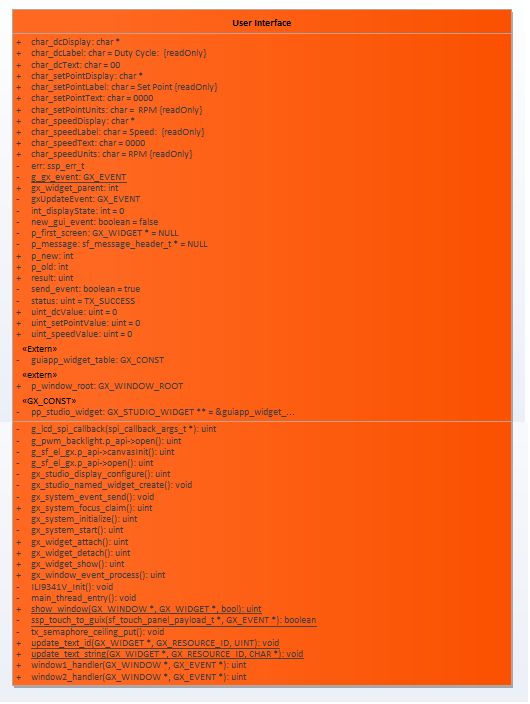 User Interface
+ char_dcDisplay: char *
+ char_dcLabel: char = Duty Cycle: {readOnly}
+ char_dcText: char = 00
+ char_setPointDisplay: char *
+ char_setPointLabel: char = Set Point {readOnly}
+ char_setPointText: char = 0000
+ char_setPointUnits: char = RPM {readOnly}
+ char_speedDisplay: char *
+ char_speedLabel: char = Speed: {readOnly}
+ char_speedText: char = 0000
+ char_speedUnits: char = RPM {readOnly}
- err: ssp_err_t
- g_gx_event: GX_EVENT
+ gx_widget_parent: int
- gxUpdateEvent: GX_EVENT
- int_displayState: int = 0
- new_gui_event: boolean = false
- p_first_screen: GX_WIDGET * = NULL
- p_message: sf_message_header_t * = NULL
+ p_new: int
+ p_old: int
+ result: uint
- send_event: boolean = true
- status: uint = TX_SUCCESS
+ uint_dcValue: uint = 0
+ uint_setPointValue: uint = 0
+ uint_speedValue: uint = 0
«Extern»
- guiapp_widget_table: GX_CONST
«extern»
+ p_window_root: GX_WINDOW_ROOT
«GX_CONST»
- pp_studio_widget: GX_STUDIO_WIDGET ** = &guiapp_widget_...
- g_lcd_spi_callback(spi_callback_args_t *): uint
- g_pwm_backlight.p_api->open(): uint
- g_sf_el_gx.p_api->canvasInit(): uint
- g_sf_el_gx.p_api->open(): uint
- gx_studio_display_configure(): uint
- gx_studio_named_widget_create(): void
- gx_system_event_send(): void
+ gx_system_focus_claim(): uint
- gx_system_initialize(): uint
- gx_system_start(): uint
+ gx_widget_attach(): uint
+ gx_widget_detach(): uint
+ gx_widget_show(): uint
+ gx_window_event_process(): uint
- ILI9341V_Init(): void
- main_thread_entry(): void
+ show_window(GX_WINDOW *, GX_WIDGET *, bool): uint
- ssp_touch_to_guix(sf_touch_panel_payload_t *, GX_EVENT *): boolean
- tx_semaphore_ceiling_put(): void
+ update_text_id(GX_WIDGET *, GX_RESOURCE_ID, UINT): void
+ update_text_string(GX_WIDGET *, GX_RESOURCE_ID, CHAR *): void
+ window1_handler(GX_WINDOW *, GX_EVENT *): uint
+ window2_handler(GX_WINDOW *, GX_EVENT *): uint